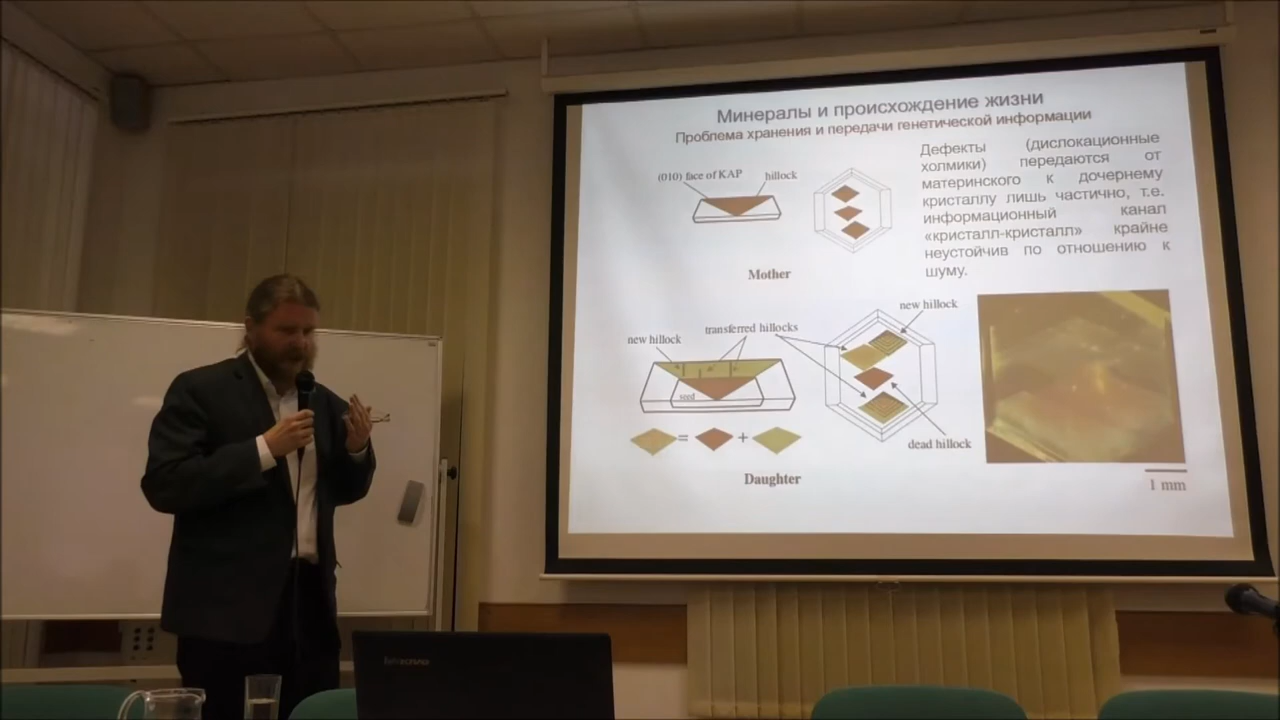 Минералы и происхождение жизни
Проблема хранения и передачи генетической информации
(010) face of KAP
hillock
Mother
Дефекты (дислокационные
холмики) передаются от
материнского к дочернему
кристаллу лишь частично, т.е.
информационный канал
«кристалл-кристалл» крайне
неустойчив по отношению к
шуму.
new hillock
transferred hillocks
new hillock
seed
= +
dead hillock
Daughter
1 mm
lenovo